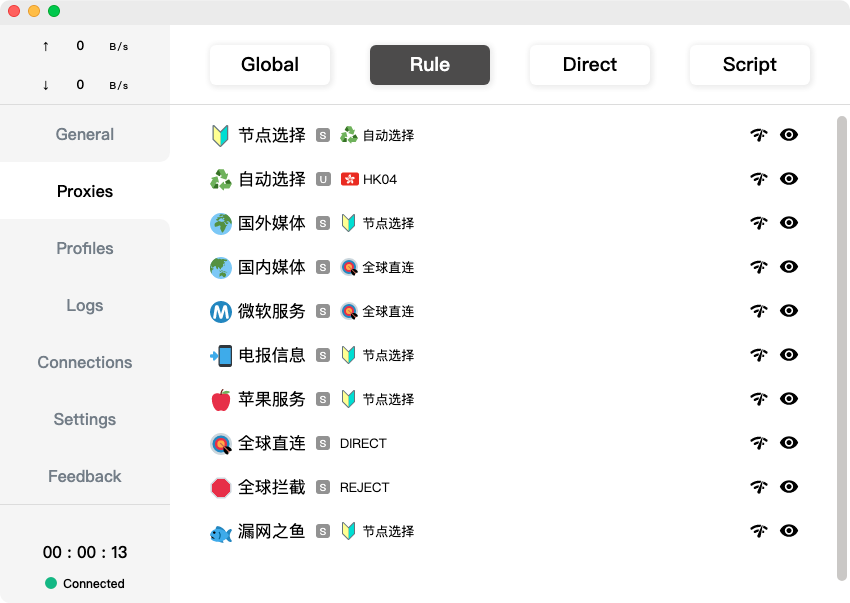 ↑ 0 B/s
↓ 0 B/s
General
Proxies
Profiles
Logs
Connections
Settings
Feedback
00 : 00 : 13
Connected
Global Rule Direct Script
节点选择 S 自动选择
自动选择 U HK04
国外媒体 S 节点选择
国内媒体 S 全球直连
M 微软服务 S 全球直连
电报信息 S 节点选择
苹果服务 S 节点选择
全球直连 S DIRECT
全球拦截 S REJECT
漏网之鱼 S 节点选择